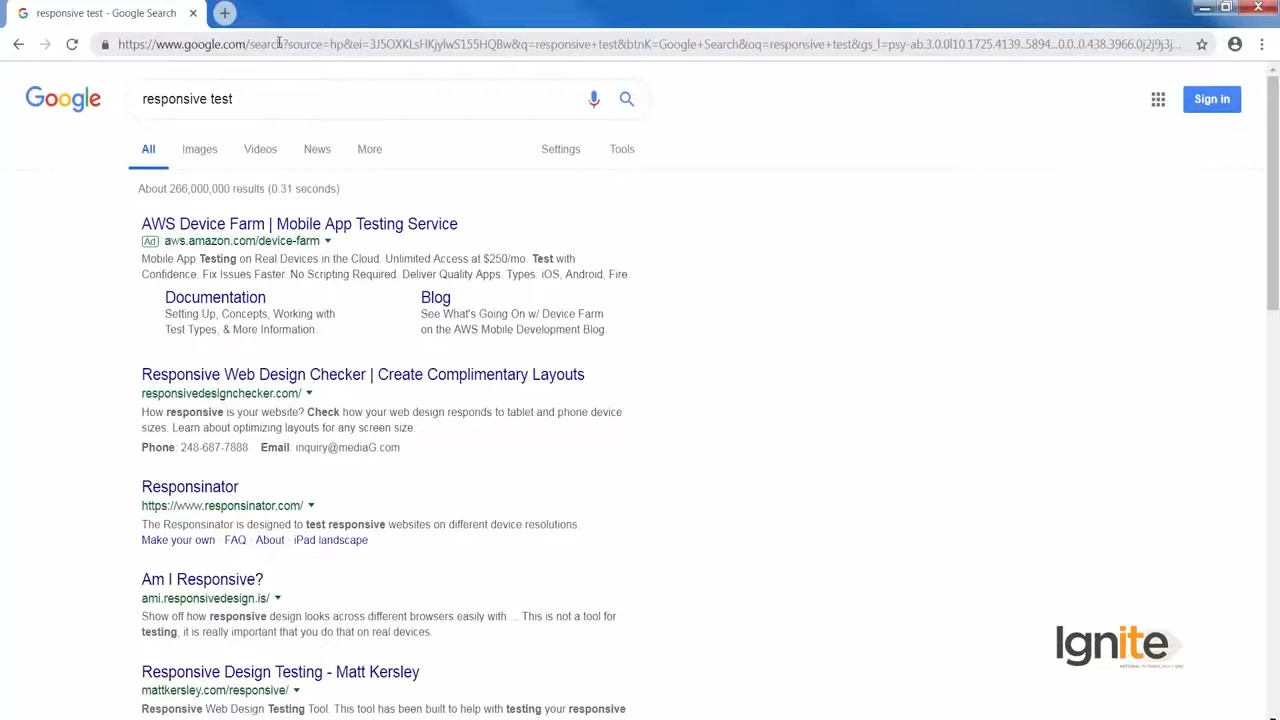 responsive test - Google Search
https://www.google.com/search?source=hp&ei=3J5OXKLsHKjylwS155HQBw&q=responsive+test&btnK=Google+Search&oq=responsive+test&gs_l=psy-ab.3.0.0l10.1725.4139..5894...0.0..0.438.3966.0j2j9j3j...
Google
responsive test
Sign in
All Images Videos News More Settings Tools
About 266,000,000 results (0.31 seconds)
AWS Device Farm | Mobile App Testing Service
Ad aws.amazon.com/device-farm
Mobile App Testing on Real Devices in the Cloud. Unlimited Access at $250/mo. Test with
Confidence. Fix Issues Faster. No Scripting Required. Deliver Quality Apps. Types: iOS, Android, Fire.
Documentation Blog
Setting Up, Concepts, Working with See What's Going On w/ Device Farm
Test Types, & More Information. on the AWS Mobile Development Blog.
Responsive Web Design Checker | Create Complimentary Layouts
responsivedesignchecker.com/
How responsive is your website? Check how your web design responds to tablet and phone device
sizes. Learn about optimizing layouts for any screen size.
Phone: 248-687-7888 Email: inquiry@mediaG.com
Responsinator
https://www.responsinator.com/
The Responsinator is designed to test responsive websites on different device resolutions.
Make your own · FAQ · About · iPad landscape
Am I Responsive?
ami.responsivedesign.is/
Show off how responsive design looks across different browsers easily with ... This is not a tool for
testing, it is really important that you do that on real devices.
Ignite
Responsive Design Testing - Matt Kersley
mattkersley.com/responsive/
Responsive Web Design Testing Tool. This tool has been built to help with testing your responsive